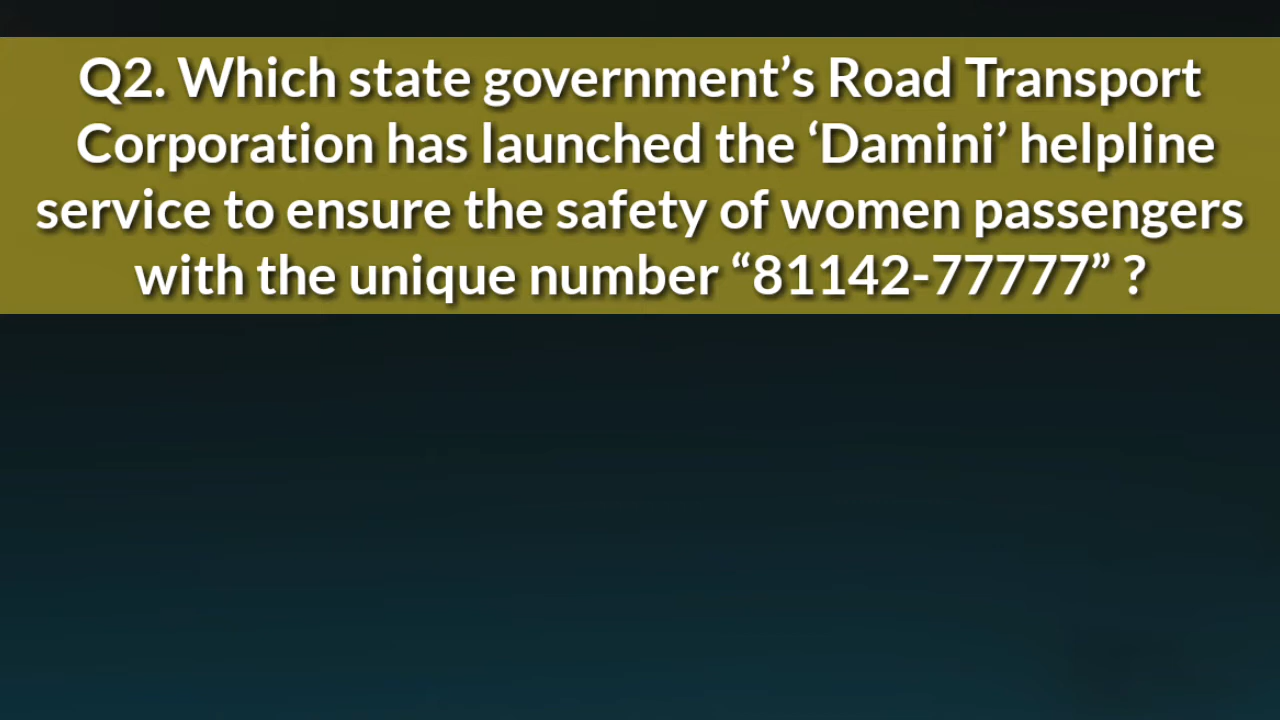 Q2. Which state government’s Road Transport
Corporation has launched the ‘Damini’ helpline
service to ensure the safety of women passengers
with the unique number “81142-77777” ?